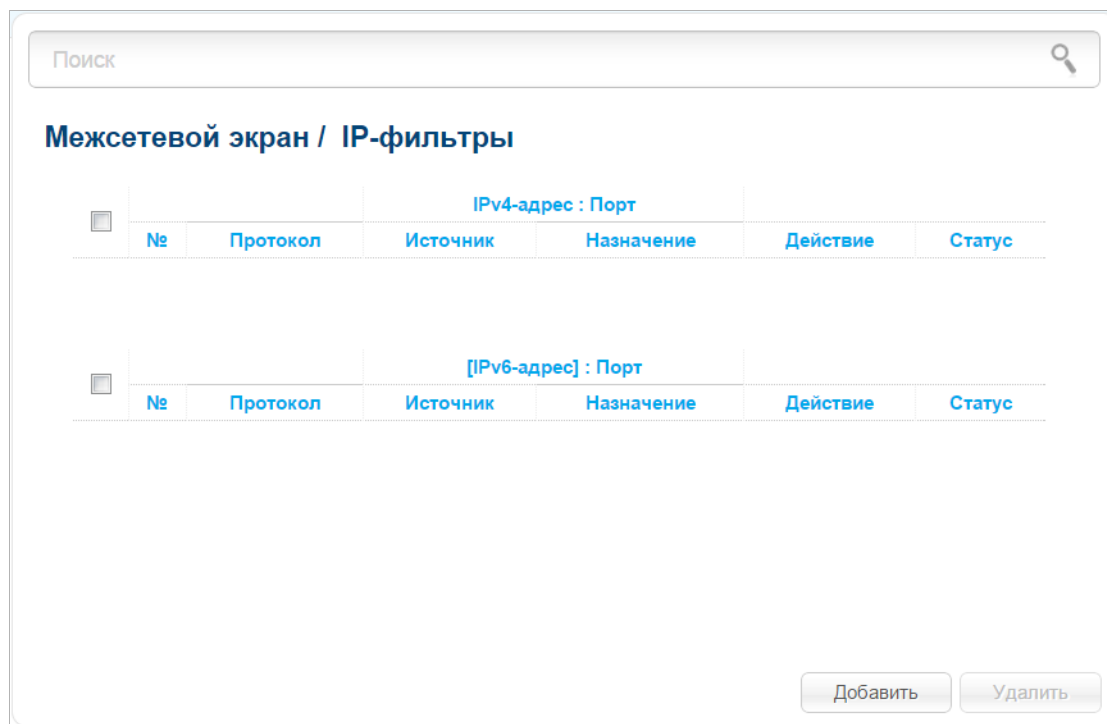 Поиск
Межсетевой экран / IP-фильтры
IPv4-адрес : Порт
№ Протокол Источник Назначение Действие Статус
[IPv6-адрес] : Порт
№ Протокол Источник Назначение Действие Статус
Добавить Удалить